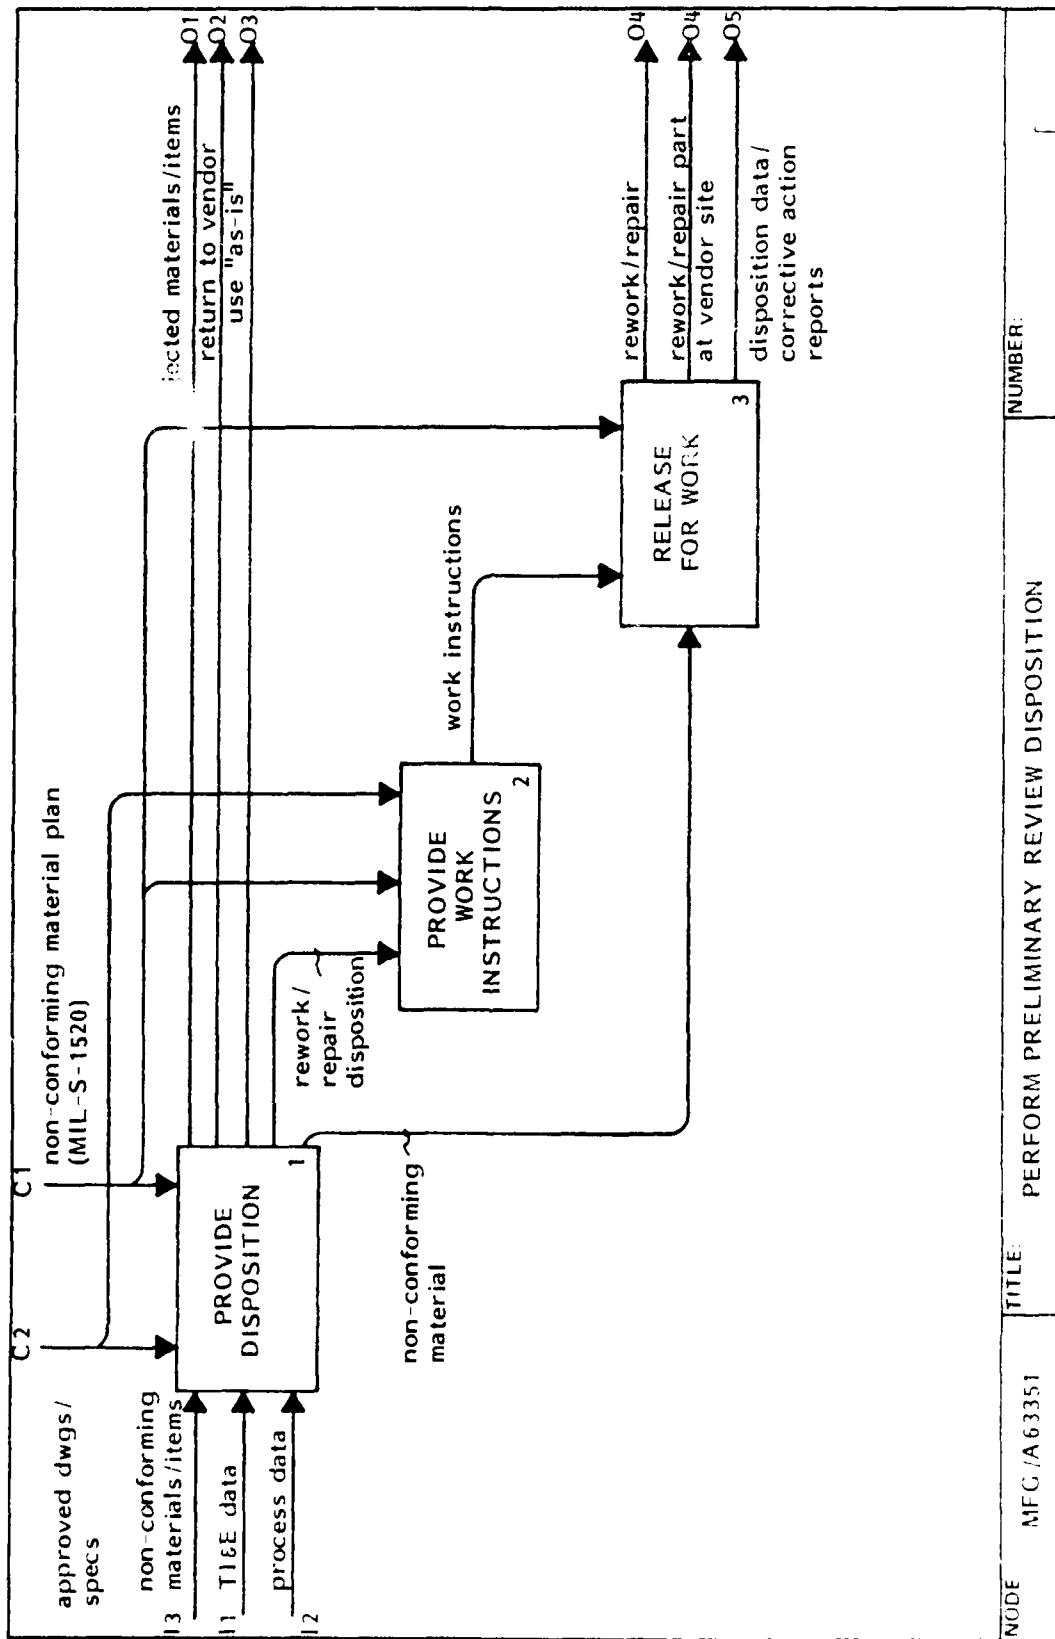 C2
C1
approved dwgs/
specs
non-conforming material plan
(MIL-S-1520)
I3
non-conforming
materials/items
I1
TI&E data
I2
process data
PROVIDE
DISPOSITION
1
materials/items
O1
return to vendor
O2
use "as-is"
O3
rework/
repair
disposition
non-conforming
material
PROVIDE
WORK
INSTRUCTIONS
2
work instructions
RELEASE
FOR WORK
3
rework/repair
O4
rework/repair part
at vendor site
O4
disposition data/
corrective action
reports
O5
NODE
MFG/A63351
TITLE:
PERFORM PRELIMINARY REVIEW DISPOSITION
NUMBER: